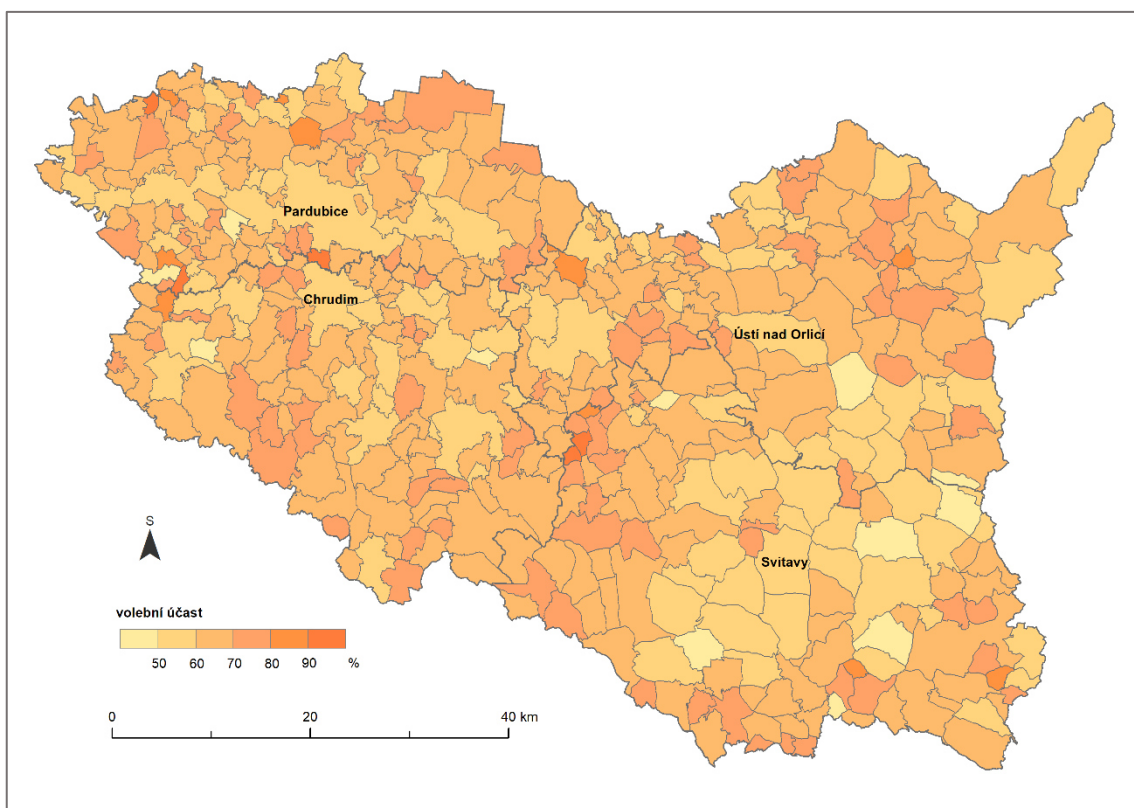 Pardubice
Chrudim
Ústí nad Orlicí
Svitavy
S
volební účast
50 60 70 80 90 %
0 20 40 km